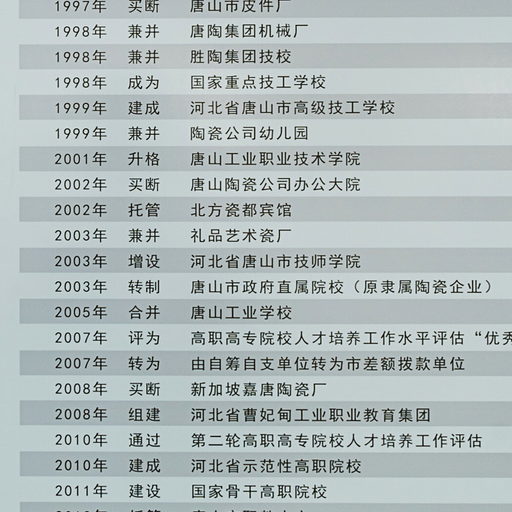 1997年 买断 唐山市皮件厂
1998年 兼并 唐陶集团机械厂
1998年 兼并 胜陶集团技校
1998年 成为 国家重点技工学校
1999年 建成 河北省唐山市高级技工学校
1999年 兼并 陶瓷公司幼儿园
2001年 升格 唐山工业职业技术学院
2002年 买断 唐山陶瓷公司办公大院
2002年 托管 北方瓷都宾馆
2003年 兼并 礼品艺术瓷厂
2003年 增设 河北省唐山市技师学院
2003年 转制 唐山市政府直属院校（原隶属陶瓷企业）
2005年 合并 唐山工业学校
2007年 评为 高职高专院校人才培养工作水平评估“优秀
2007年 转为 由自筹自支单位转为市差额拨款单位
2008年 买断 新加坡嘉唐陶瓷厂
2008年 组建 河北省曹妃甸工业职业教育集团
2010年 通过 第二轮高职高专院校人才培养工作评估
2010年 建成 河北省示范性高职院校
2011年 建设 国家骨干高职院校